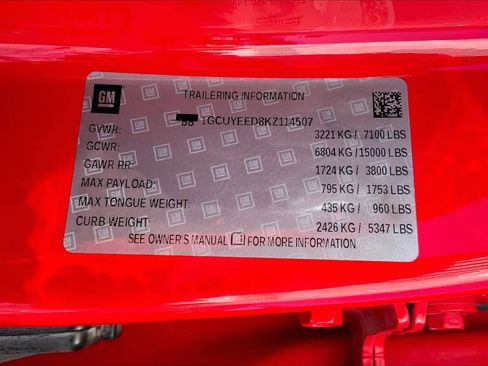 GM
TRAILERING INFORMATION
1GCUYEED8KZ114507
GVWR: 3221 KG / 7100 LBS
GCWR: 6804 KG /15000 LBS
GAWR RR: 1724 KG / 3800 LBS
MAX PAYLOAD: 795 KG / 1753 LBS
MAX TONGUE WEIGHT: 435 KG / 960 LBS
CURB WEIGHT: 2426 KG / 5347 LBS
SEE OWNER'S MANUAL FOR MORE INFORMATION